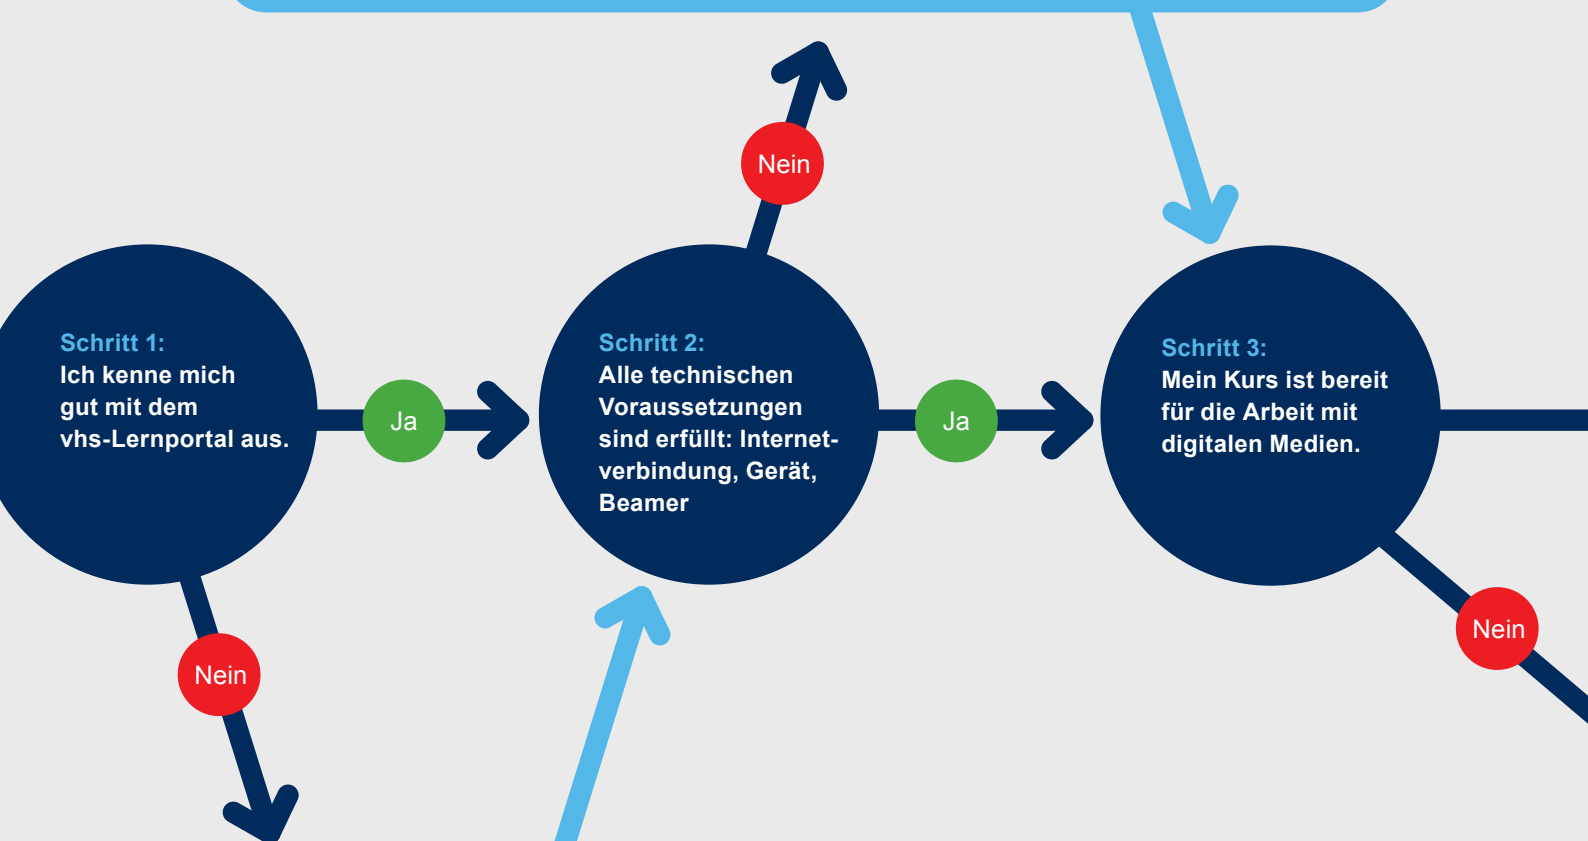 Nein
Schritt 1:
Ich kenne mich
gut mit dem
vhs-Lernportal aus.
Ja
Schritt 2:
Alle technischen
Voraussetzungen
sind erfüllt: Internet-
verbindung, Gerät,
Beamer
Ja
Schritt 3:
Mein Kurs ist bereit
für die Arbeit mit
digitalen Medien.
Nein
Nein